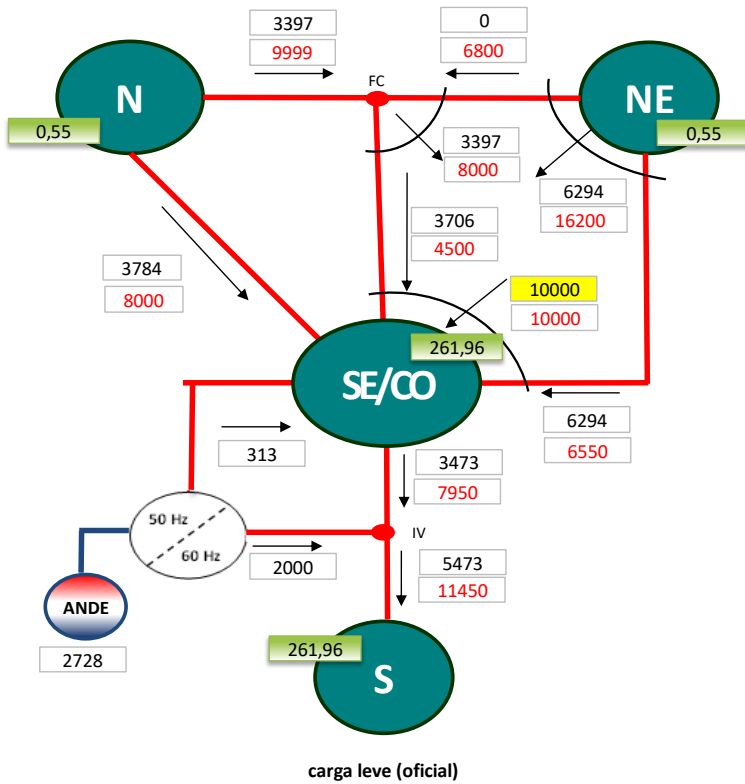 3397
9999
0
6800
FC
N
NE
0,55
0,55
3397
8000
6294
16200
3706
4500
3784
8000
10000
10000
261,96
SE/CO
6294
6550
313
3473
7950
50 Hz
60 Hz
IV
2000
5473
11450
ANDE
2728
261,96
S
carga leve (oficial)